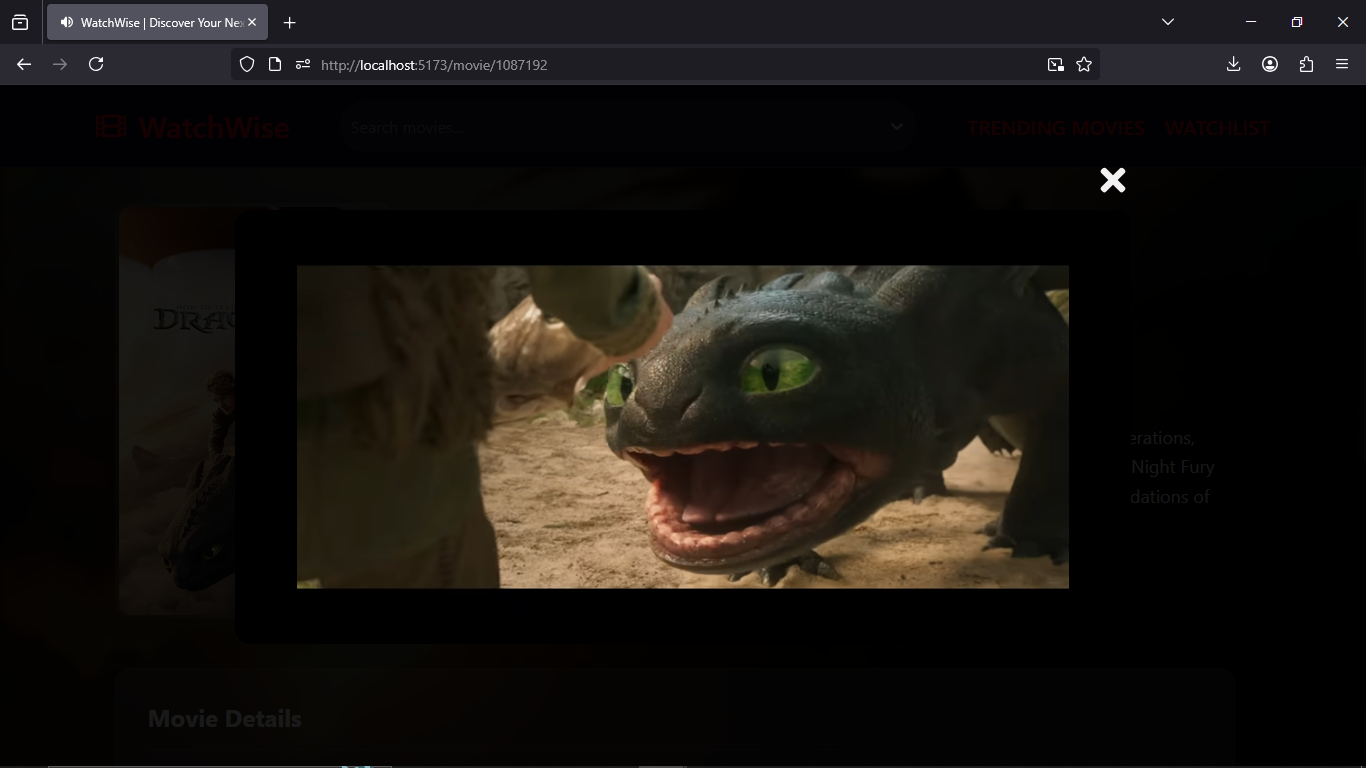 WatchWise | Discover Your Nex
http://localhost:5173/movie/1087192
WatchWise
Search movies...
TRENDING MOVIES
WATCHLIST
DRAG
erations,
Night Fury
dations of
Movie Details